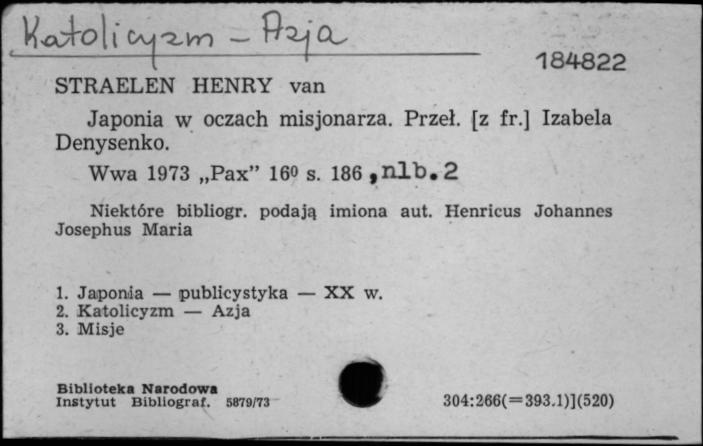 Katolicyzm – Azja
184822
STRAELEN HENRY van
Japonia w oczach misjonarza. Przeł. [z fr.] Izabela
Denysenko.
Wwa 1973 „Pax” 16⁰ s. 186 , nlb. 2
Niektóre bibliogr. podają imiona aut. Henricus Johannes
Josephus Maria
1. Japonia — publicystyka — XX w.
2. Katolicyzm — Azja
3. Misje
Biblioteka Narodowa
Instytut Bibliograf. 5879/73
304:266(=393.1)](520)